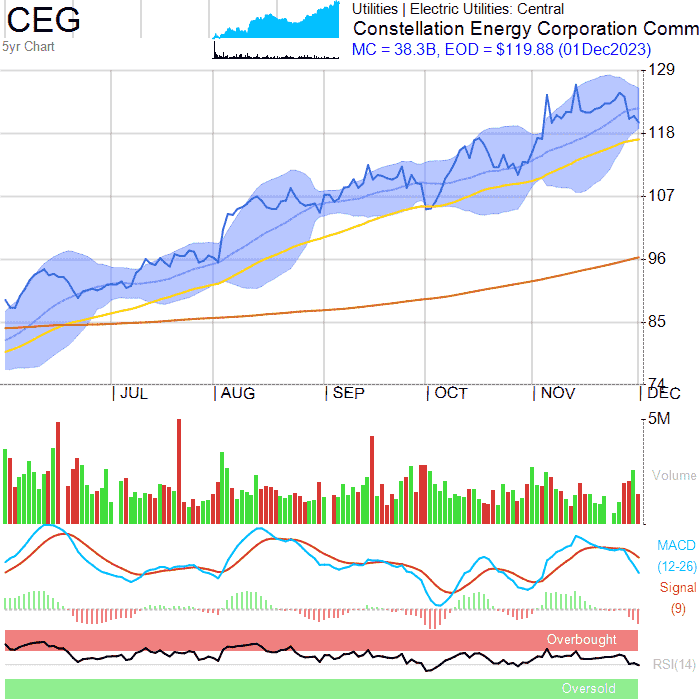 CEG
5yr Chart
Utilities | Electric Utilities: Central
Constellation Energy Corporation Comm
MC = 38.3B, EOD = $119.88 (01Dec2023)
129
118
107
96
85
74
| JUL | AUG | SEP | OCT | NOV | DEC
5M
Volume
MACD
(12-26)
Signal
(9)
Overbought
RSI(14)
Oversold